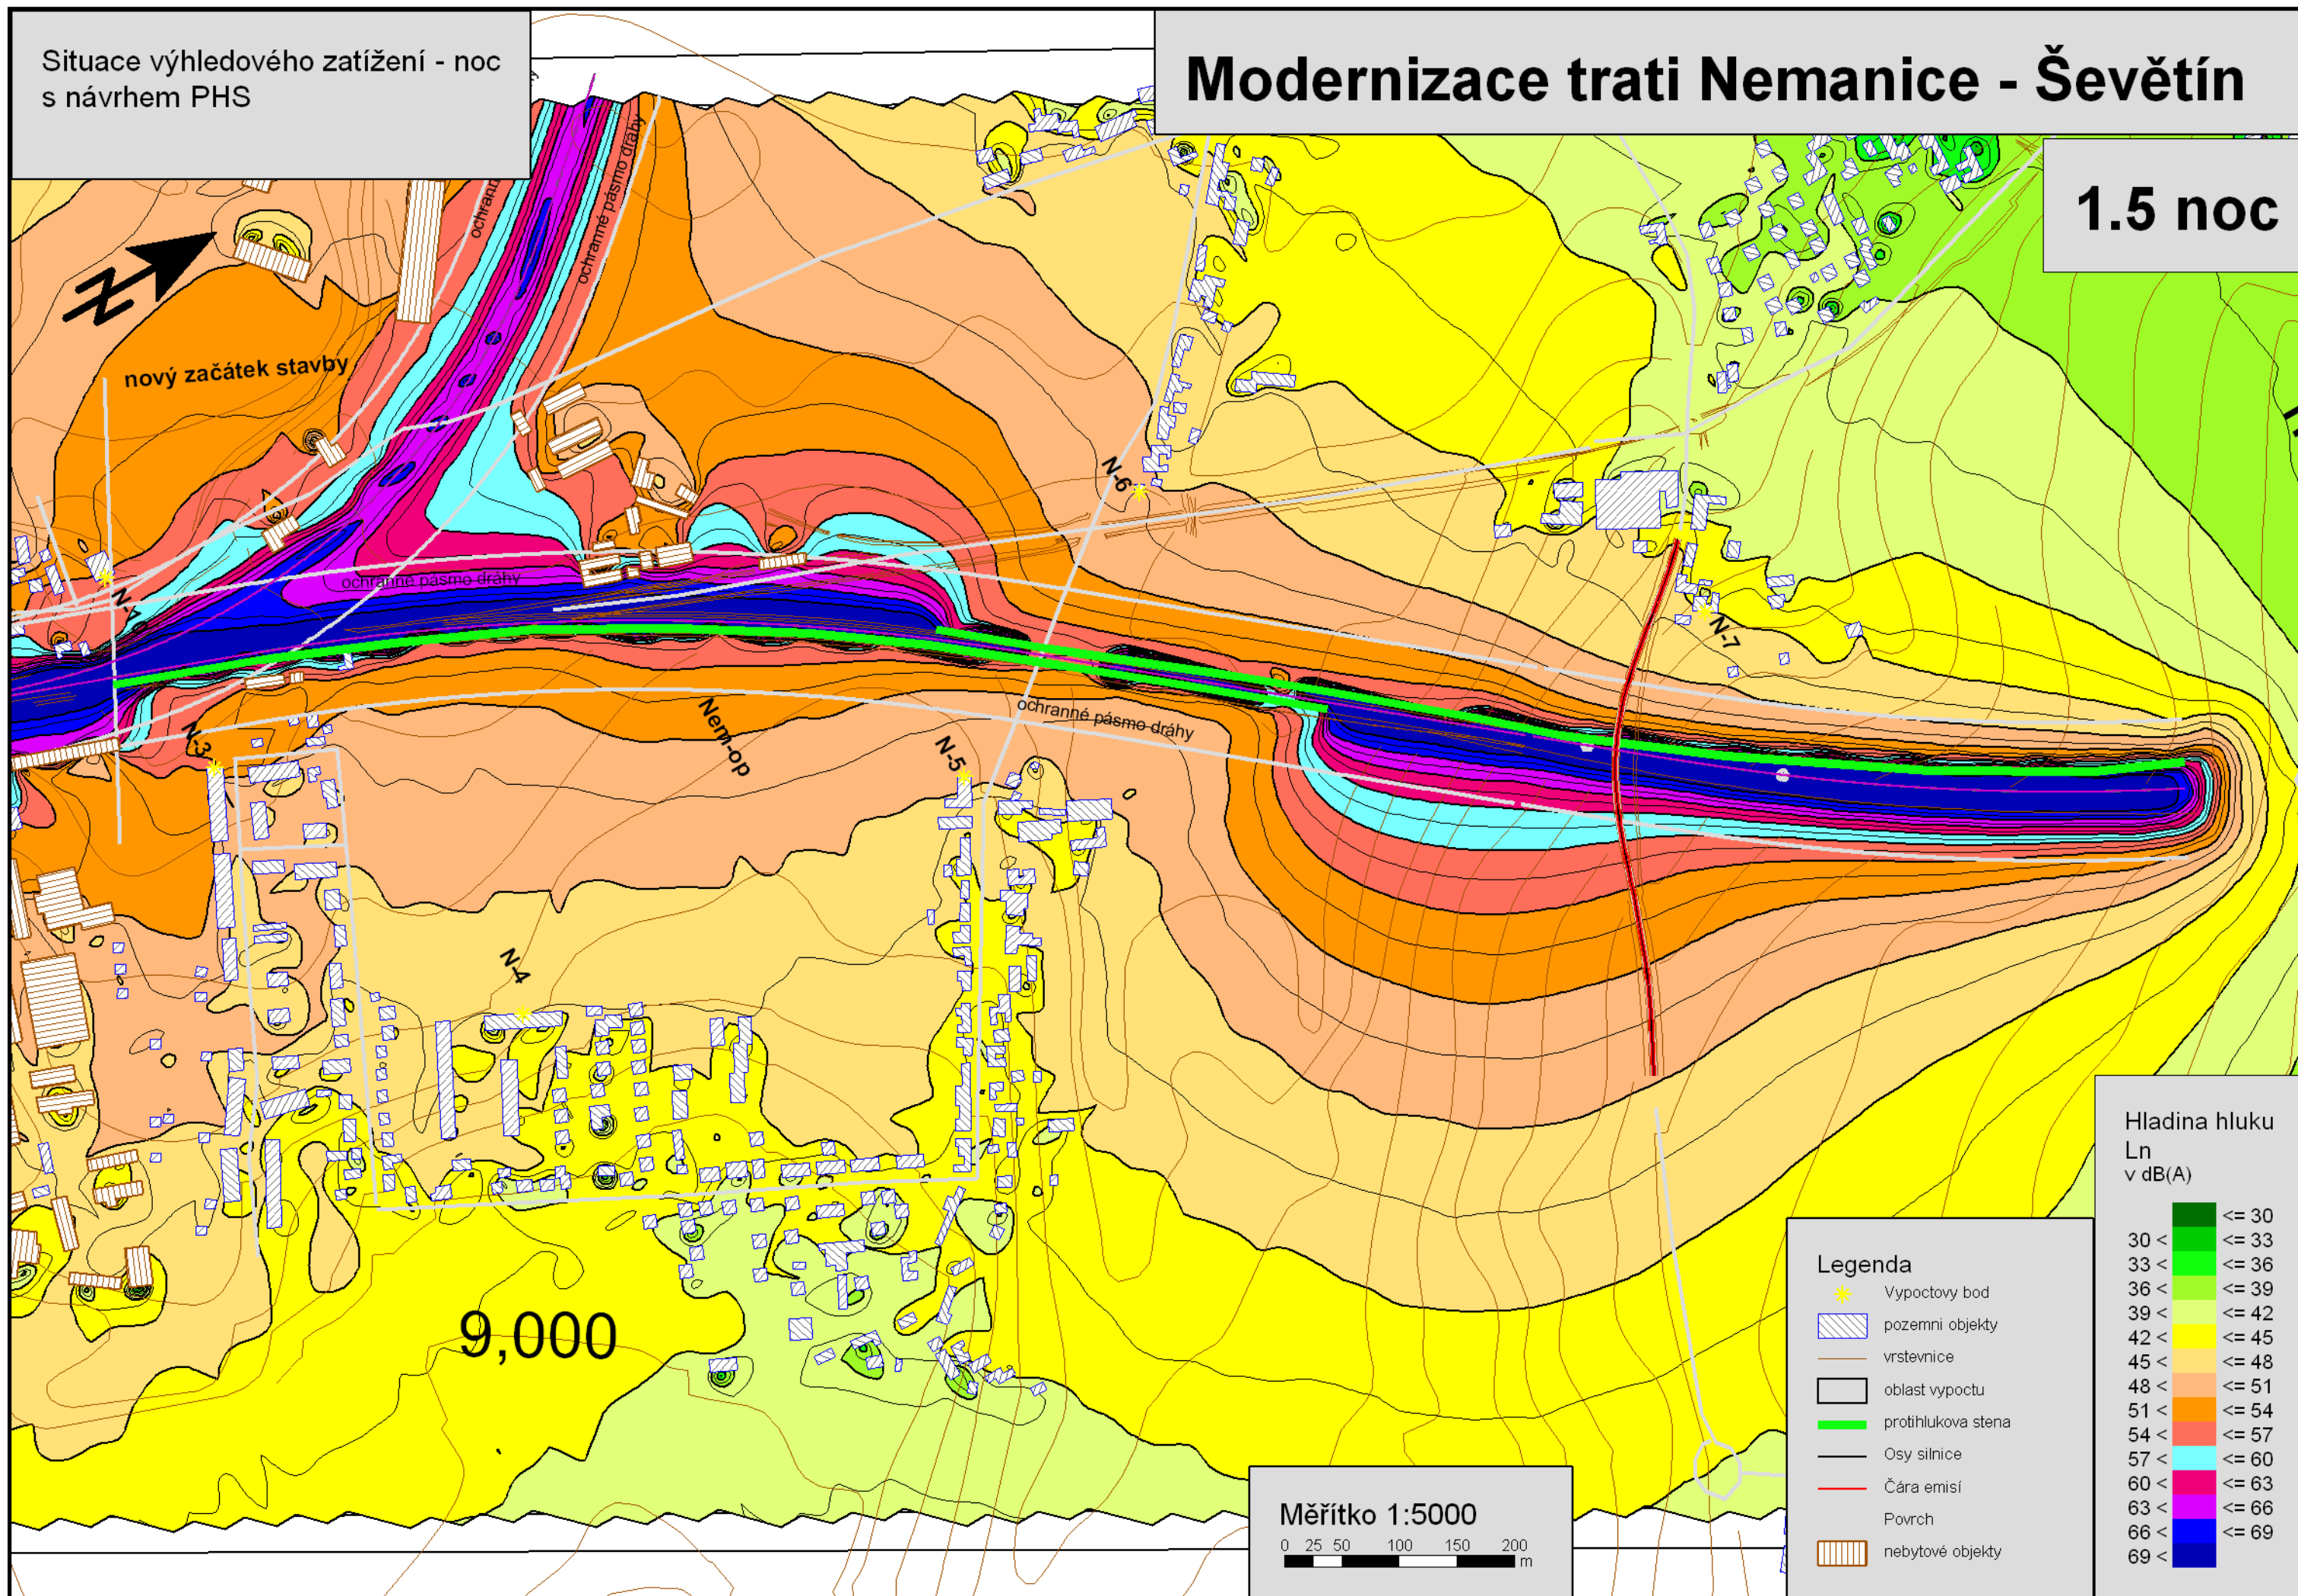 Situace výhledového zatížení - noc
s návrhem PHS
Modernizace trati Nemanice - Ševětín
1.5 noc
ochranné pásmo dráhy
nový začátek stavby
N-6
ochranné pásmo dráhy
N-7
N-3
Nem-op
N-5
ochranné pásmo dráhy
N-4
9,000
Měřítko 1:5000
0 25 50 100 150 200
m
Legenda
Vypoctovy bod
pozemni objekty
vrstevnice
oblast vypoctu
protihlukova stena
Osy silnice
Čára emisí
Povrch
nebytové objekty
Hladina hluku
Ln
v dB(A)
<= 30
30 < <= 33
33 < <= 36
36 < <= 39
39 < <= 42
42 < <= 45
45 < <= 48
48 < <= 51
51 < <= 54
54 < <= 57
57 < <= 60
60 < <= 63
63 < <= 66
66 < <= 69
69 <